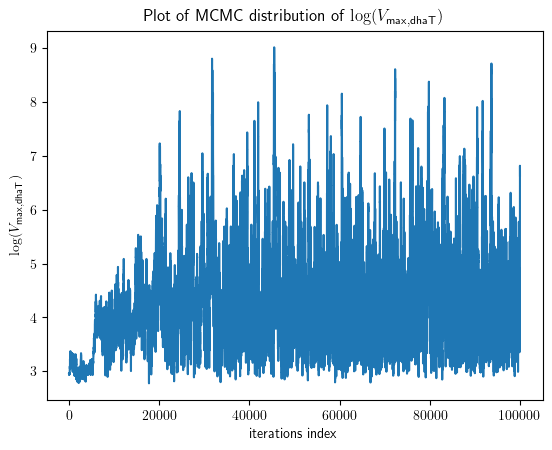 Plot of MCMC distribution of log(V_max,dhaT)
9
8
7
6
5
4
3
log(V_max,dhaT)
0 20000 40000 60000 80000 100000
iterations index